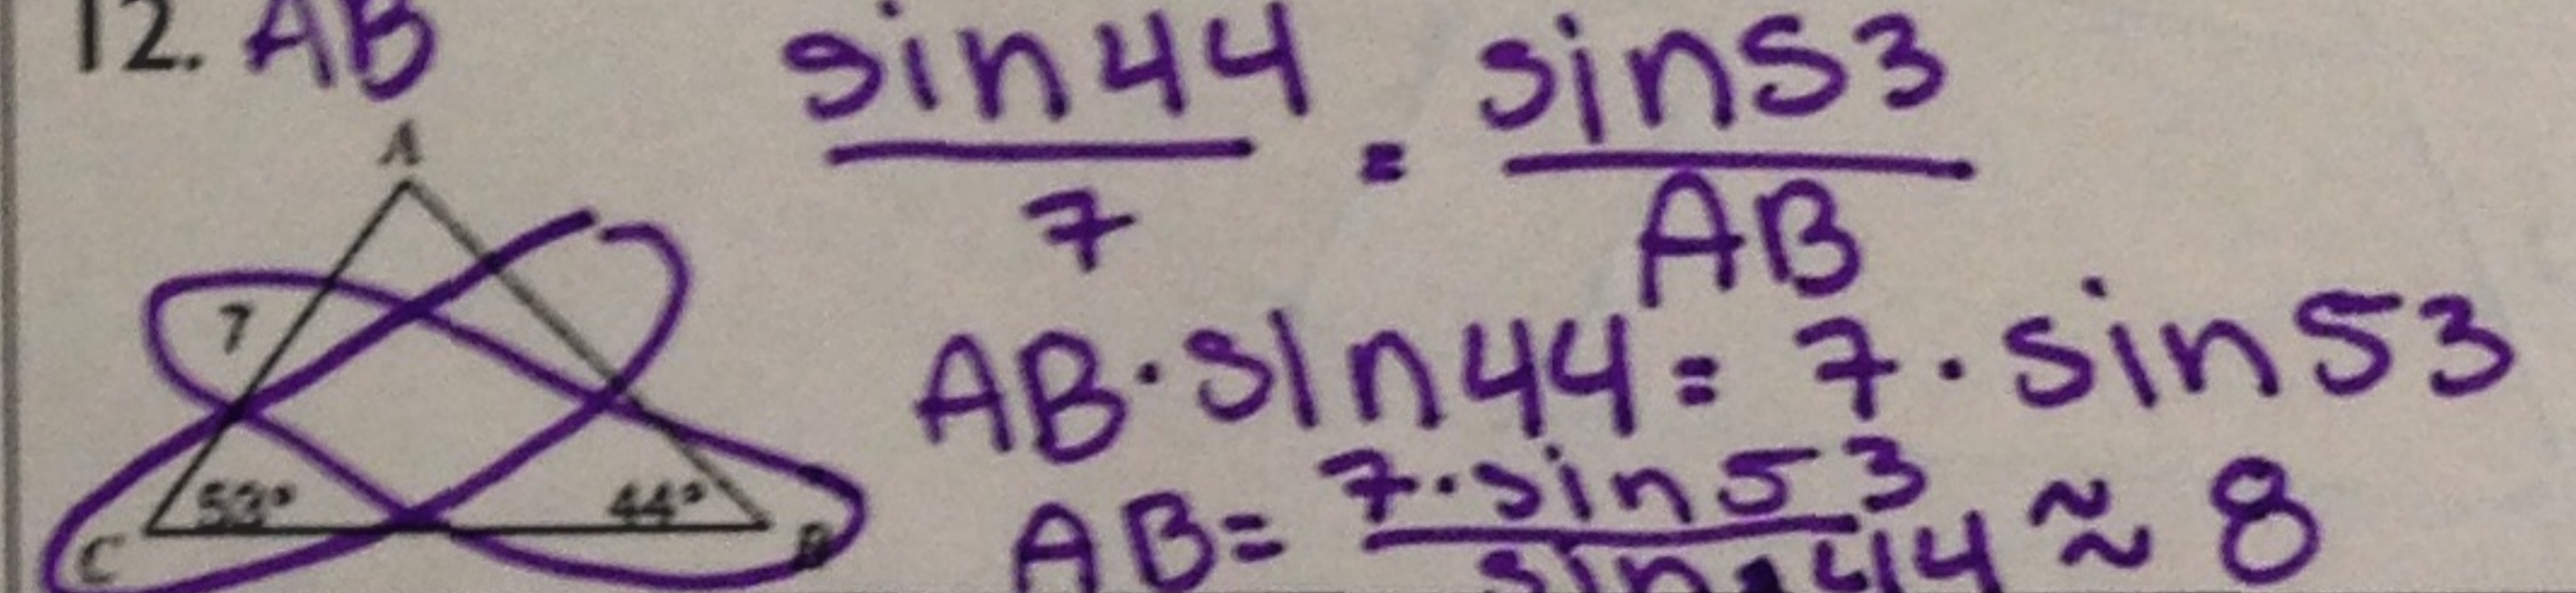 12. AB
sin44 / 7 = sin53 / AB
A
7
AB · sin44 = 7 · sin53
53° 44°
C B
AB = 7·sin53 / sin44 ≈ 8